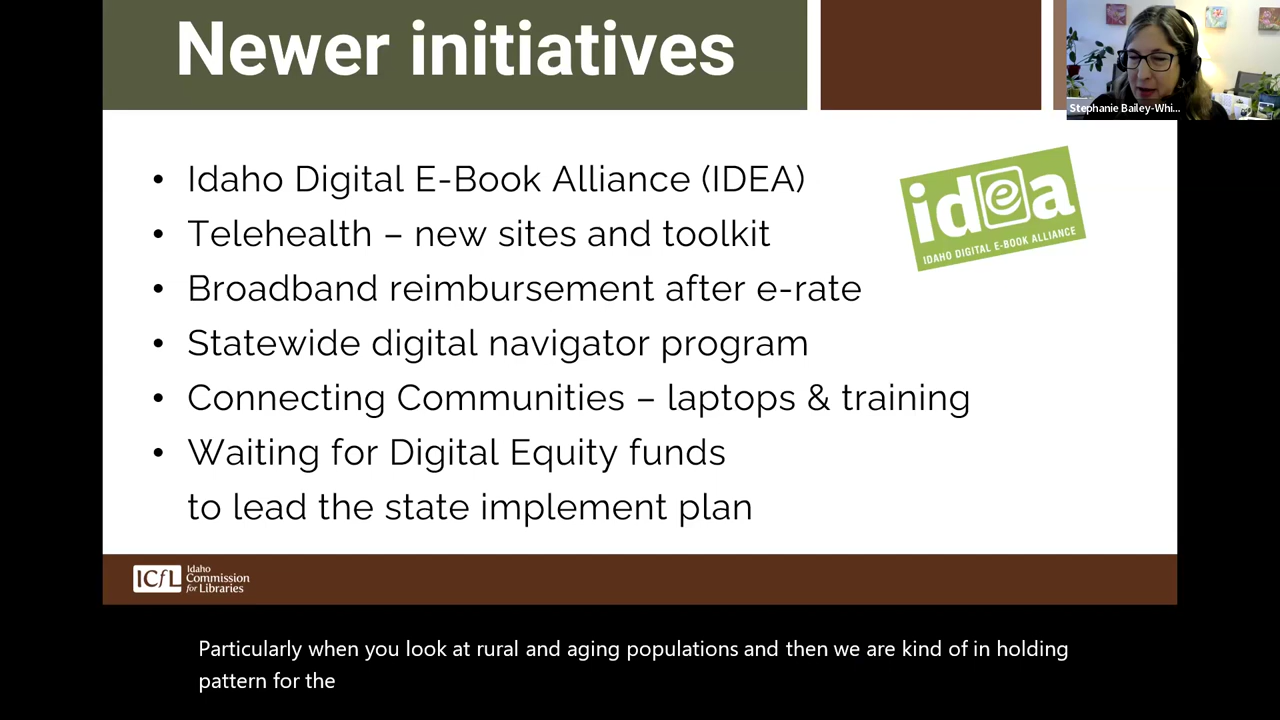 Newer initiatives
Stephanie Bailey-Whi...
• Idaho Digital E-Book Alliance (IDEA)
• Telehealth – new sites and toolkit
• Broadband reimbursement after e-rate
• Statewide digital navigator program
• Connecting Communities – laptops & training
• Waiting for Digital Equity funds
to lead the state implement plan
idea
IDAHO DIGITAL E-BOOK ALLIANCE
ICfL
Idaho
Commission
for Libraries
Particularly when you look at rural and aging populations and then we are kind of in holding
pattern for the